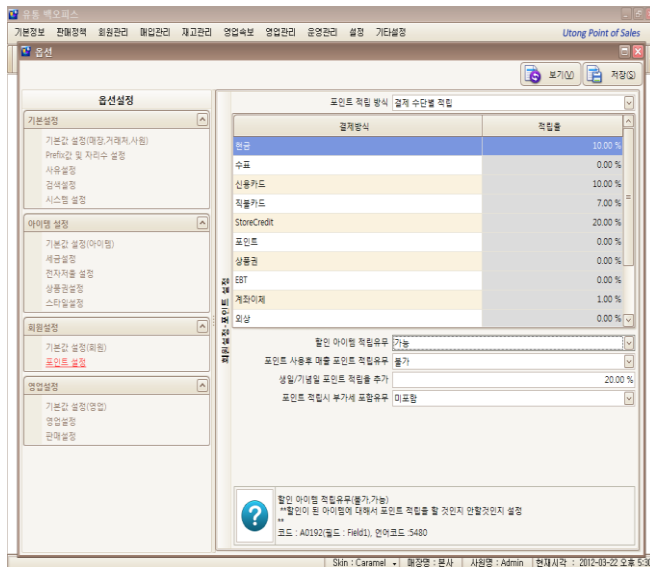 유통 백오피스
기본정보 판매정책 회원관리 매입관리 재고관리 영업속보 영업관리 운영관리 설정 기타설정 Utong Point of Sales
옵션
보기(V) 저장(S)
옵션설정
기본설정
기본값 설정(매장,거래처,사원)
Prefix값 및 자리수 설정
사유설정
검색설정
시스템 설정
아이템 설정
기본값 설정(아이템)
세금설정
전자저울 설정
상품권설정
스타일설정
회원설정
기본값 설정(회원)
포인트 설정
영업설정
기본값 설정(영업)
영업설정
판매설정
회원설정-포인트 설정
포인트 적립 방식 결제 수단별 적립
결제방식 적립율
현금 10.00 %
수표 0.00 %
신용카드 10.00 %
직불카드 7.00 %
StoreCredit 20.00 %
포인트 0.00 %
상품권 0.00 %
EBT 0.00 %
계좌이체 1.00 %
외상 0.00 %
할인 아이템 적립유무 가능
포인트 사용후 매출 포인트 적립유무 불가
생일/기념일 포인트 적립율 추가 20.00 %
포인트 적립시 부가세 포함유무 미포함
할인 아이템 적립유무(불가,가능)
**할인이 된 아이템에 대해서 포인트 적립을 할 것인지 안할것인지 설정
**
코드 : A0192(필드 : Field1), 언어코드 :5480
Skin : Caramel 매장명 : 본사 사원명 : Admin 현재시각 : 2012-03-22 오후 5:30